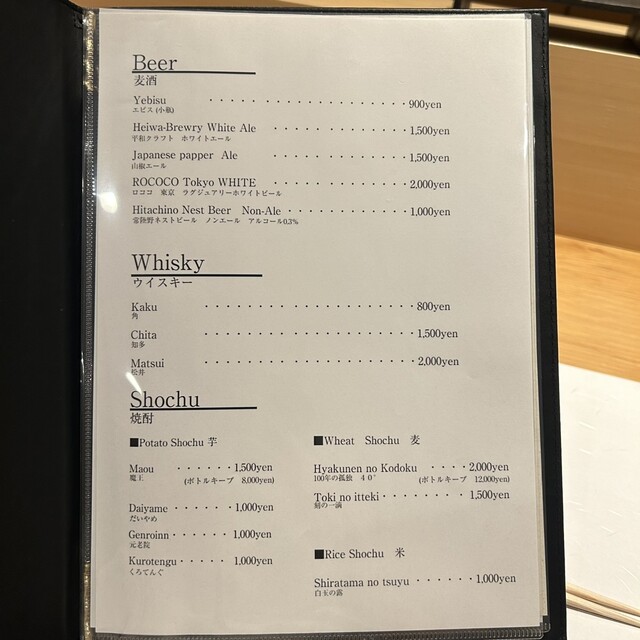 Beer
麦酒
Yebisu ・・・・・・・・・・・・・・・・・・・900yen
エビス (小瓶)
Heiwa-Brewry White Ale ・・・・・・・・・・・・・1,500yen
平和クラフト ホワイトエール
Japanese papper Ale ・・・・・・・・・・・・・1,500yen
山椒エール
ROCOCO Tokyo WHITE ・・・・・・・・・・・・・2,000yen
ロココ 東京 ラグジュアリーホワイトビール
Hitachino Nest Beer Non-Ale ・・・・・・・・・・・・1,000yen
常陸野ネストビール ノンエール アルコール0.3%
Whisky
ウイスキー
Kaku ・・・・・・・・・・・・・・・・・・・・800yen
角
Chita ・・・・・・・・・・・・・・・・・・・・1,500yen
知多
Matsui ・・・・・・・・・・・・・・・・・・・・2,000yen
松井
Shochu
焼酎
■Potato Shochu 芋
Maou ・・・・・・1,500yen
魔王 (ボトルキープ 8,000yen)
Daiyame ・・・・・・1,000yen
だいやめ
Genroinn・・・・・・1,000yen
元老院
Kurotengu・・・・・ 1,000yen
くろてんぐ
■Wheat Shochu 麦
Hyakunen no Kodoku ・・・・2,000yen
100年の孤独 40° (ボトルキープ 12,000yen)
Toki no itteki・・・・・・・・1,500yen
刻の一滴
■Rice Shochu 米
Shiratama no tsuyu ・・・・・・1,000yen
白玉の露